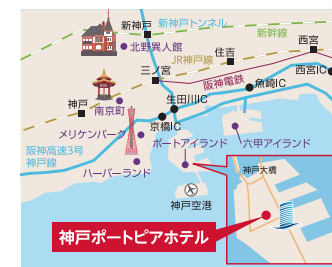 新神戸
新神戸トンネル
新幹線
西宮
北野異人館
JR神戸線
住吉
三ノ宮
阪神電鉄
西宮IC
魚崎IC
神戸
南京町
生田川IC
京橋IC
メリケンパーク
ポートアイランド
六甲アイランド
阪神高速3号
神戸線
ハーバーランド
神戸大橋
神戸空港
神戸ポートピアホテル